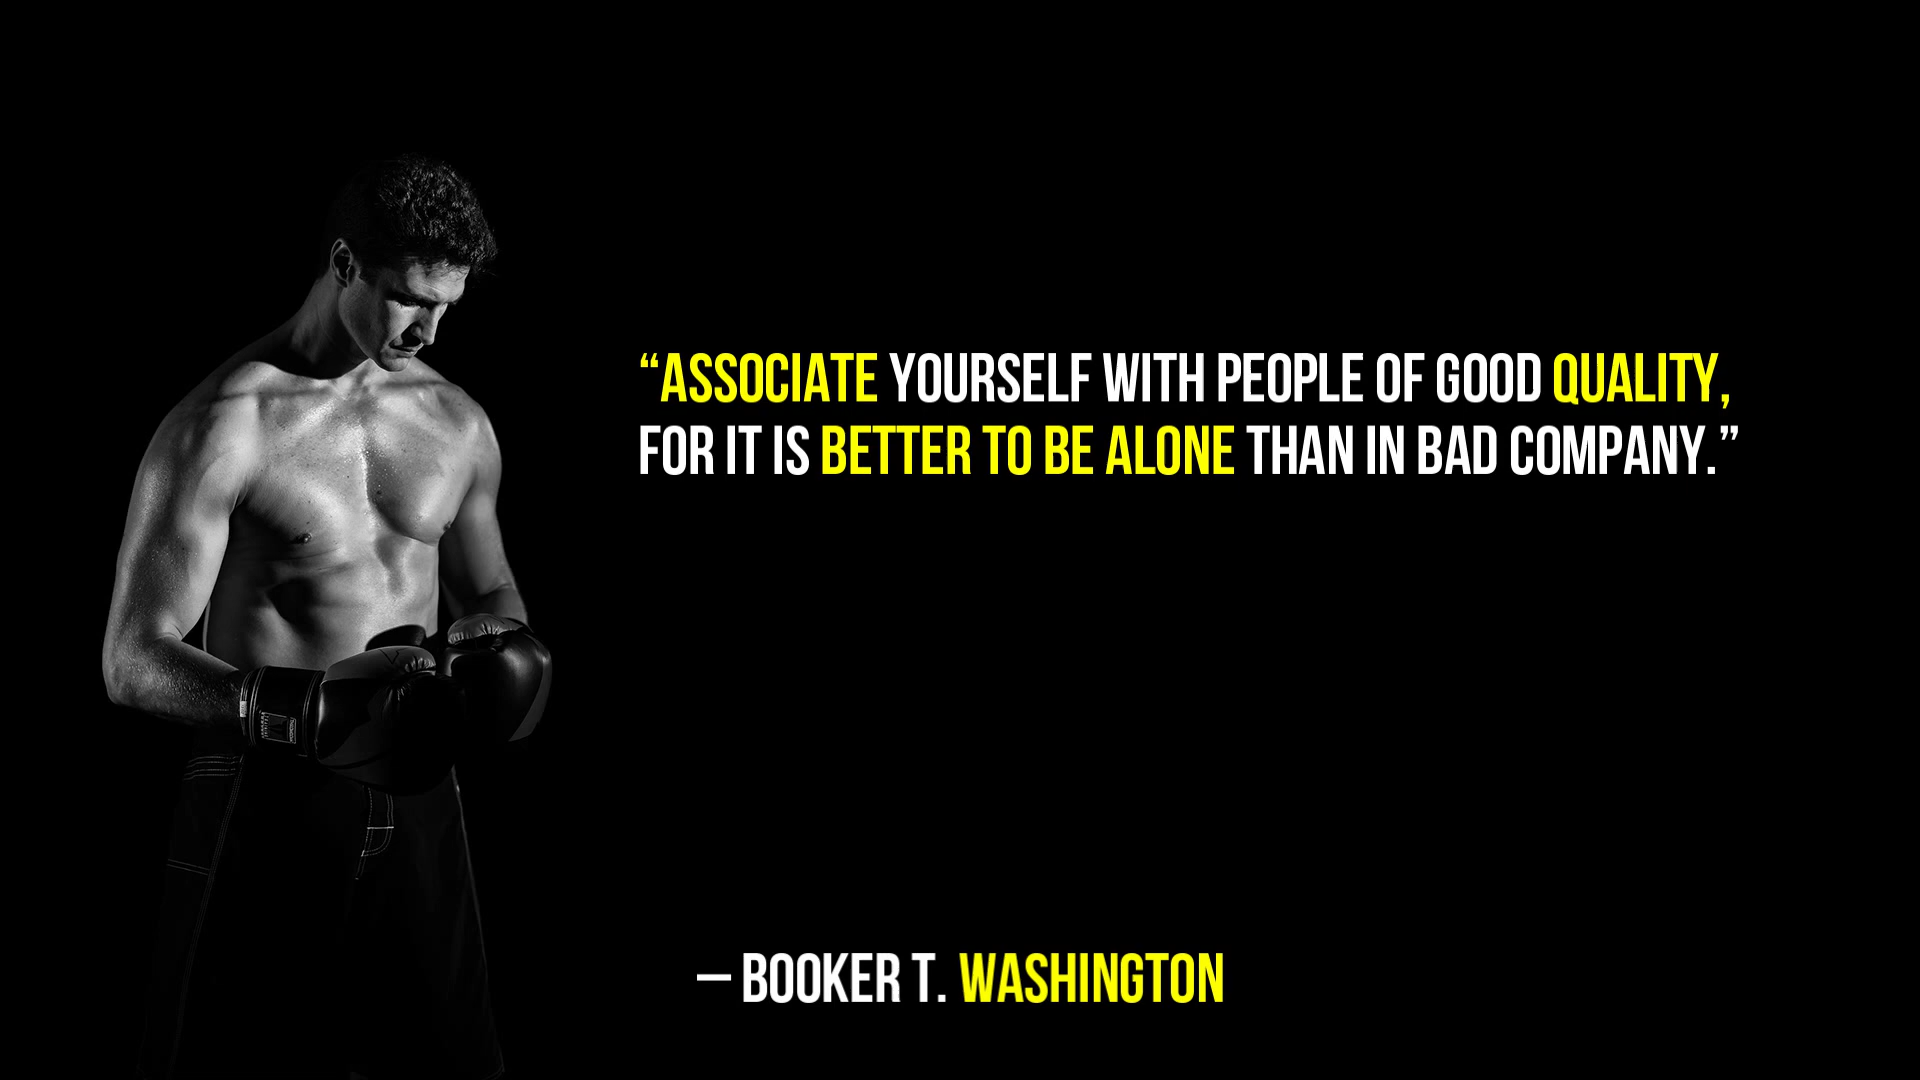 “ASSOCIATE YOURSELF WITH PEOPLE OF GOOD QUALITY,
FOR IT IS BETTER TO BE ALONE THAN IN BAD COMPANY.”
– BOOKER T. WASHINGTON